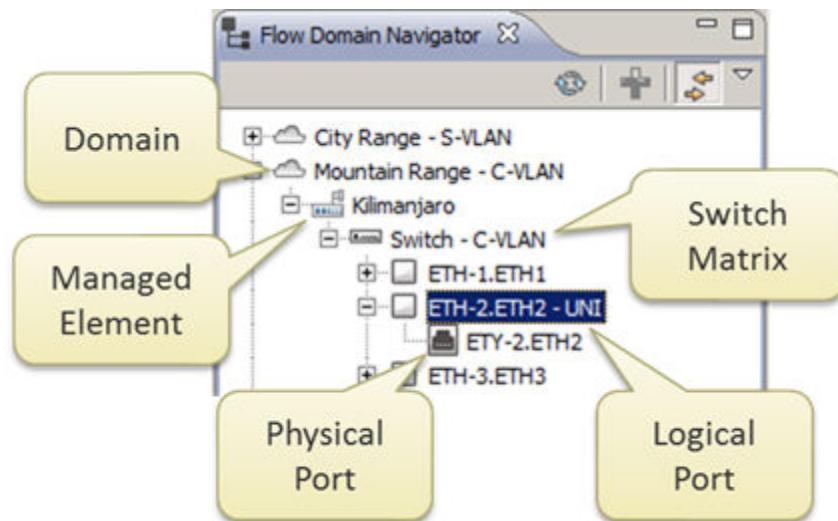 Flow Domain Navigator
Domain
City Range - S-VLAN
Mountain Range - C-VLAN
Kilimanjaro
Switch - C-VLAN
Switch
Matrix
Managed
Element
ETH-1.ETH1
ETH-2.ETH2 - UNI
ETY-2.ETH2
ETH-3.ETH3
Physical
Port
Logical
Port